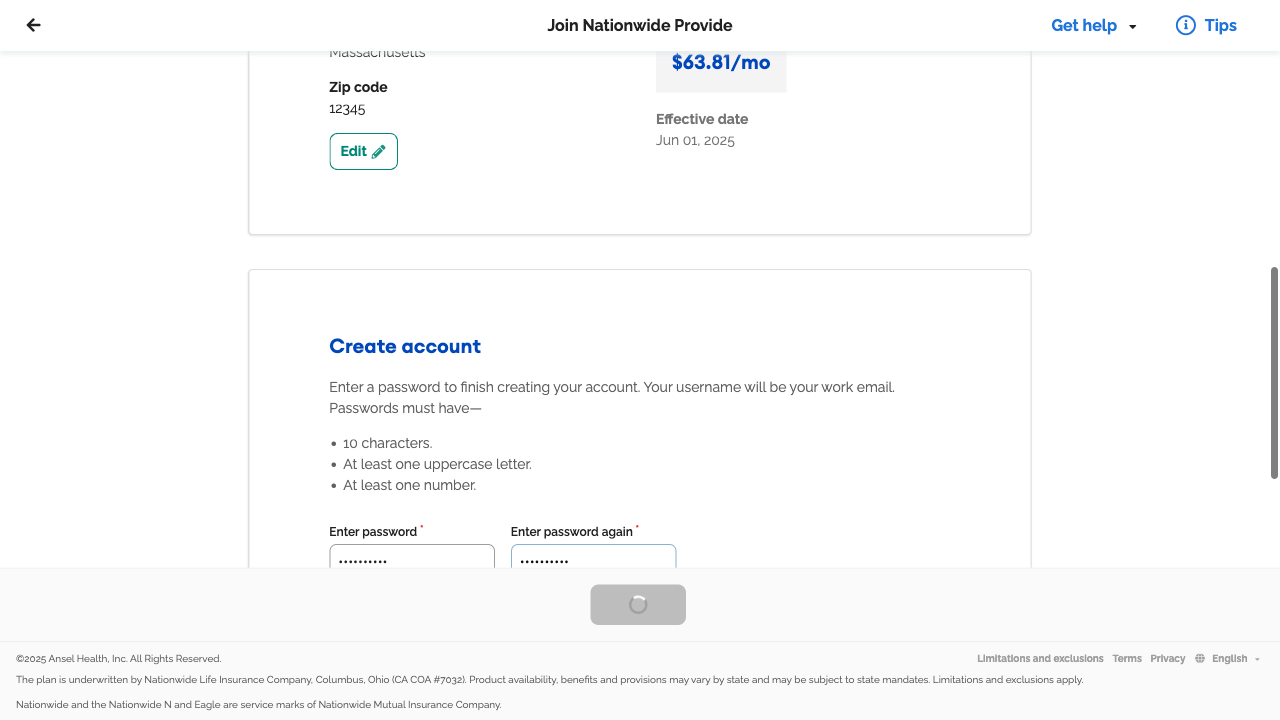 Join Nationwide Provide
Get help
Tips
Massachusetts
Zip code
12345
Edit
$63.81/mo
Effective date
Jun 01, 2025
Create account
Enter a password to finish creating your account. Your username will be your work email.
Passwords must have—
• 10 characters.
• At least one uppercase letter.
• At least one number.
Enter password *
Enter password again *
••••••••••
••••••••••
©2025 Ansel Health, Inc. All Rights Reserved.
Limitations and exclusions Terms Privacy English
The plan is underwritten by Nationwide Life Insurance Company, Columbus, Ohio (CA COA #7032). Product availability, benefits and provisions may vary by state and may be subject to state mandates. Limitations and exclusions apply.
Nationwide and the Nationwide N and Eagle are service marks of Nationwide Mutual Insurance Company.